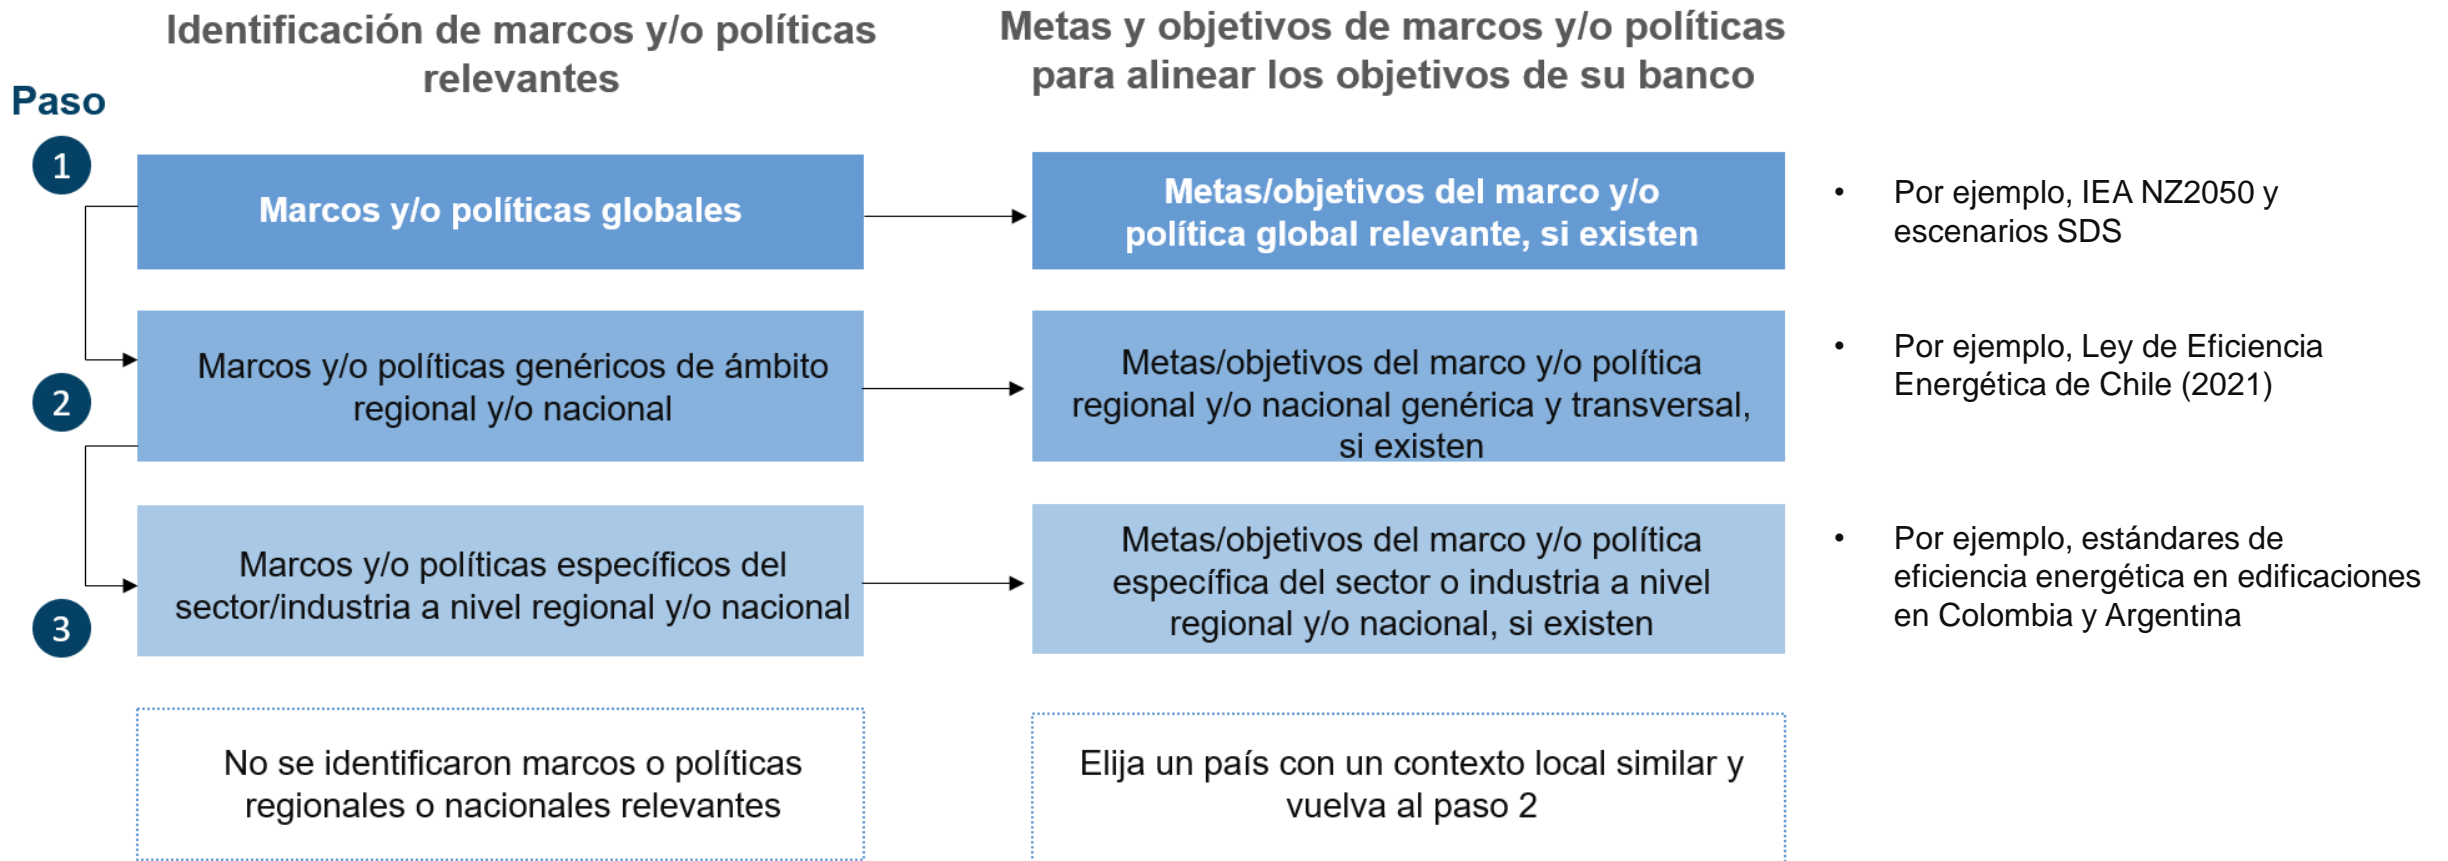 Identificación de marcos y/o políticas
relevantes
Metas y objetivos de marcos y/o políticas
para alinear los objetivos de su banco
Paso
1
Marcos y/o políticas globales
Metas/objetivos del marco y/o
política global relevante, si existen
• Por ejemplo, IEA NZ2050 y
escenarios SDS
2
Marcos y/o políticas genéricos de ámbito
regional y/o nacional
Metas/objetivos del marco y/o política
regional y/o nacional genérica y transversal,
si existen
• Por ejemplo, Ley de Eficiencia
Energética de Chile (2021)
3
Marcos y/o políticas específicos del
sector/industria a nivel regional y/o nacional
Metas/objetivos del marco y/o política
específica del sector o industria a nivel
regional y/o nacional, si existen
• Por ejemplo, estándares de
eficiencia energética en edificaciones
en Colombia y Argentina
No se identificaron marcos o políticas
regionales o nacionales relevantes
Elija un país con un contexto local similar y
vuelva al paso 2